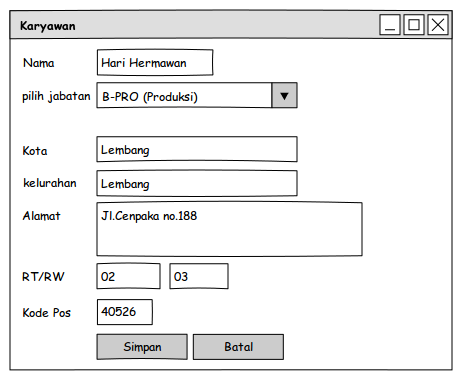 Karyawan
Nama Hari Hermawan
pilih jabatan B-PRO (Produksi)
Kota Lembang
kelurahan Lembang
Alamat Jl.Cenpaka no.188
RT/RW 02 03
Kode Pos 40526
Simpan Batal